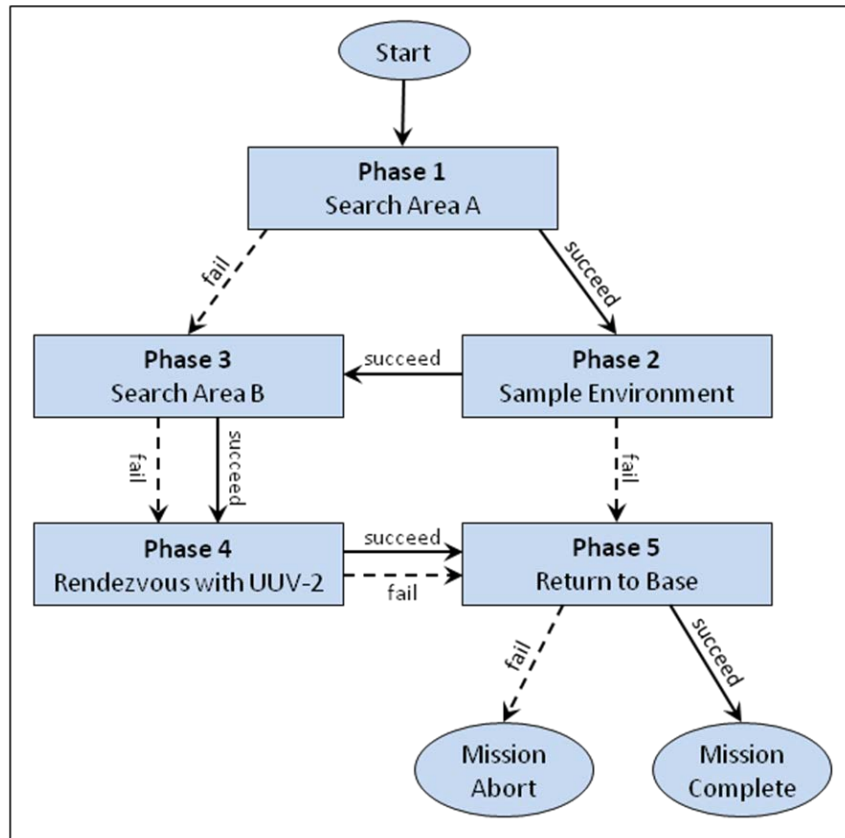 Start
Phase 1
Search Area A
fail
succeed
Phase 3
Search Area B
succeed
Phase 2
Sample Environment
fail
succeed
fail
Phase 4
Rendezvous with UUV-2
succeed
fail
Phase 5
Return to Base
fail
succeed
Mission
Abort
Mission
Complete